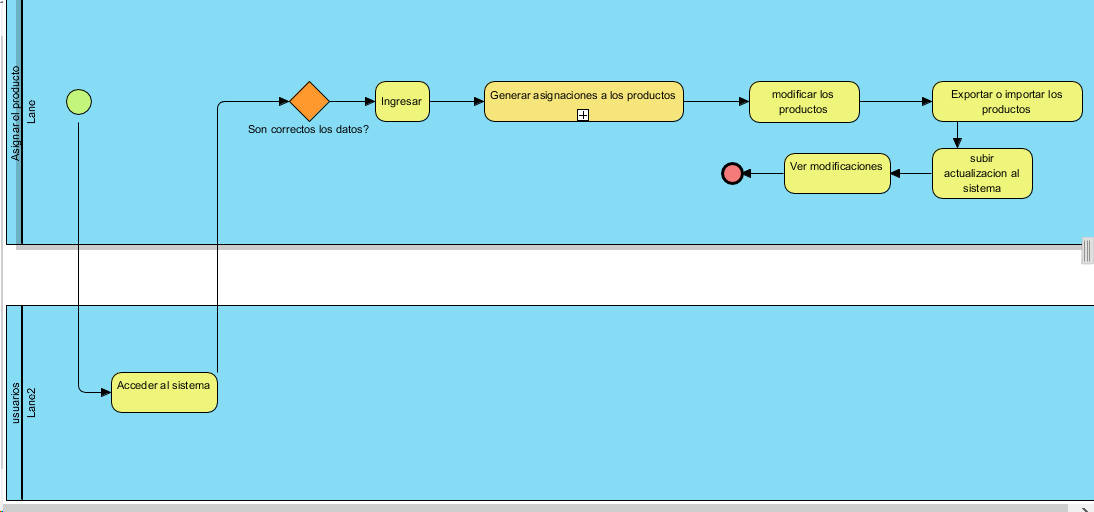 Asignar el producto
Lane
Son correctos los datos?
Ingresar
Generar asignaciones a los productos
modificar los
productos
Exportar o importar los
productos
Ver modificaciones
subir
actualizacion al
sistema
usuarios
Lane2
Acceder al sistema